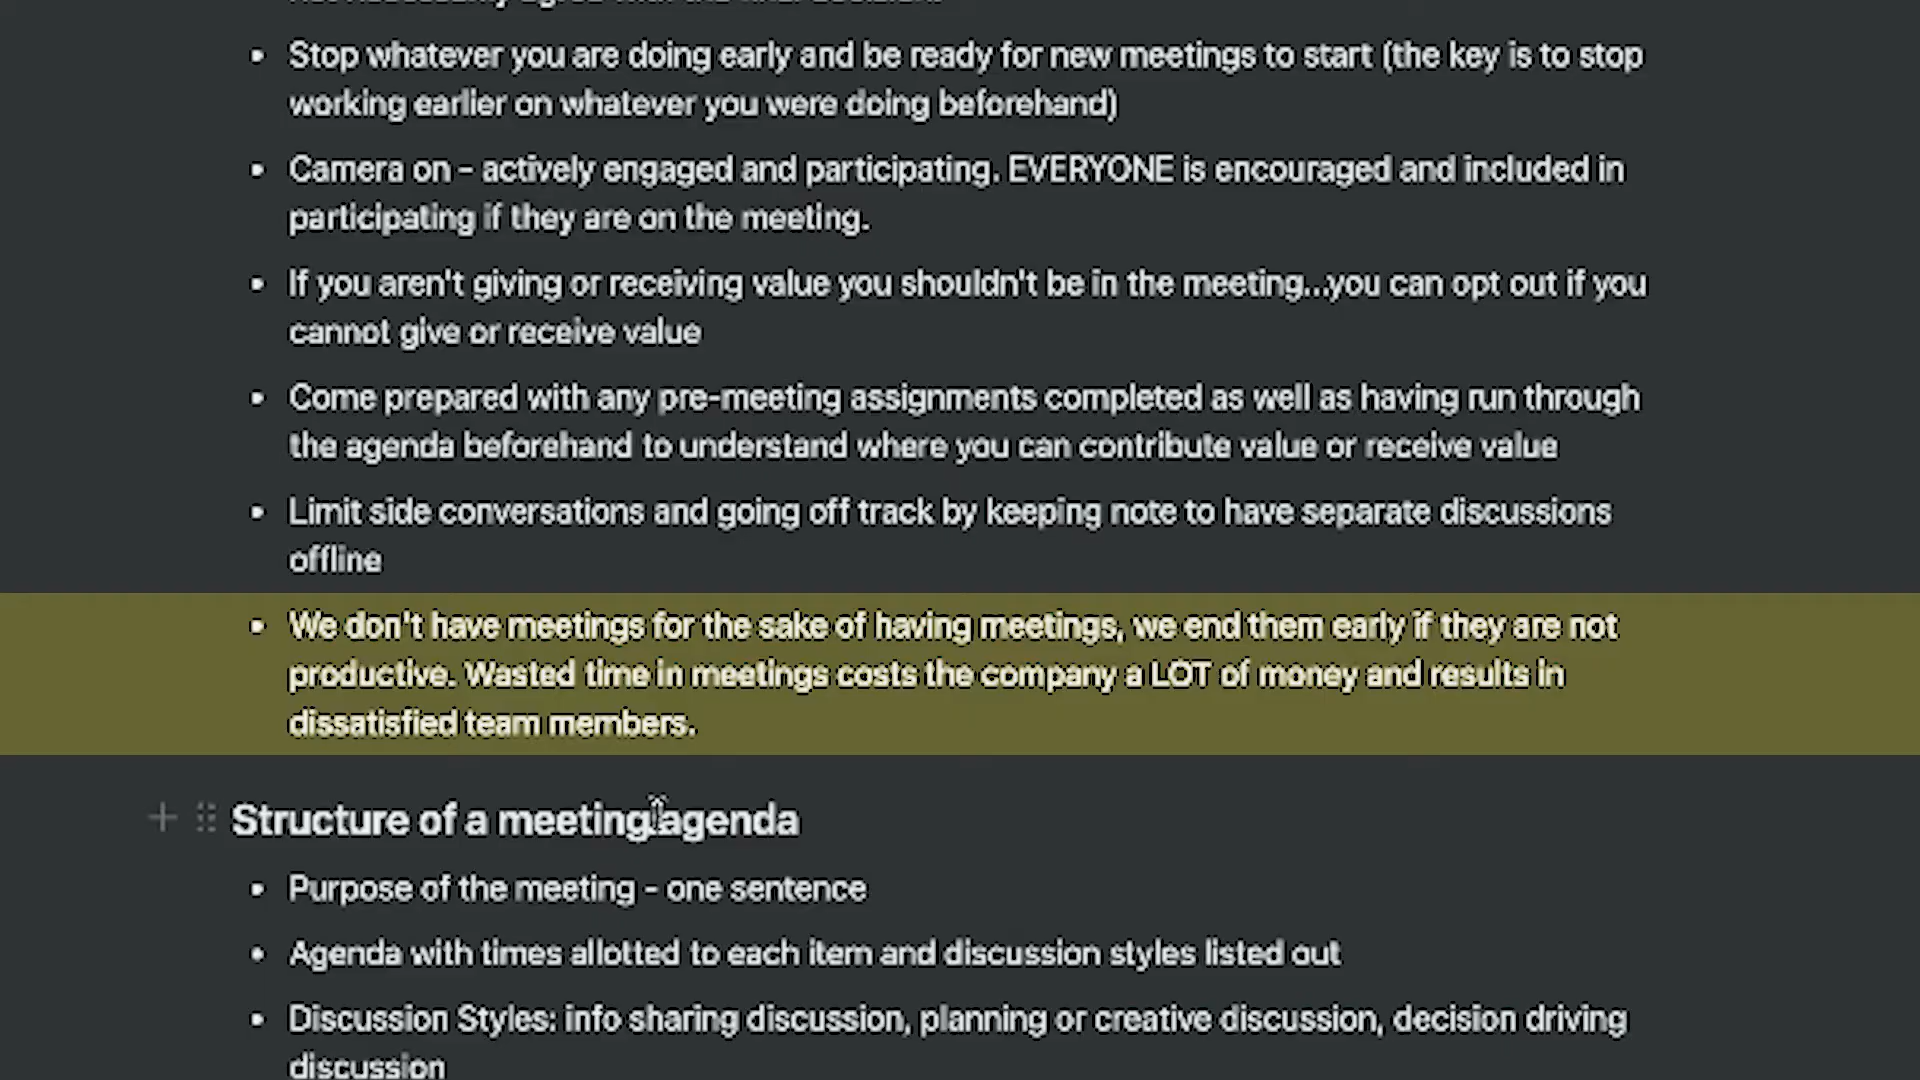 • Stop whatever you are doing early and be ready for new meetings to start (the key is to stop
working earlier on whatever you were doing beforehand)
• Camera on - actively engaged and participating. EVERYONE is encouraged and included in
participating if they are on the meeting.
• If you aren't giving or receiving value you shouldn't be in the meeting...you can opt out if you
cannot give or receive value
• Come prepared with any pre-meeting assignments completed as well as having run through
the agenda beforehand to understand where you can contribute value or receive value
• Limit side conversations and going off track by keeping note to have separate discussions
offline
• We don't have meetings for the sake of having meetings, we end them early if they are not
productive. Wasted time in meetings costs the company a LOT of money and results in
dissatisfied team members.
Structure of a meeting agenda
• Purpose of the meeting - one sentence
• Agenda with times allotted to each item and discussion styles listed out
• Discussion Styles: info sharing discussion, planning or creative discussion, decision driving
discussion